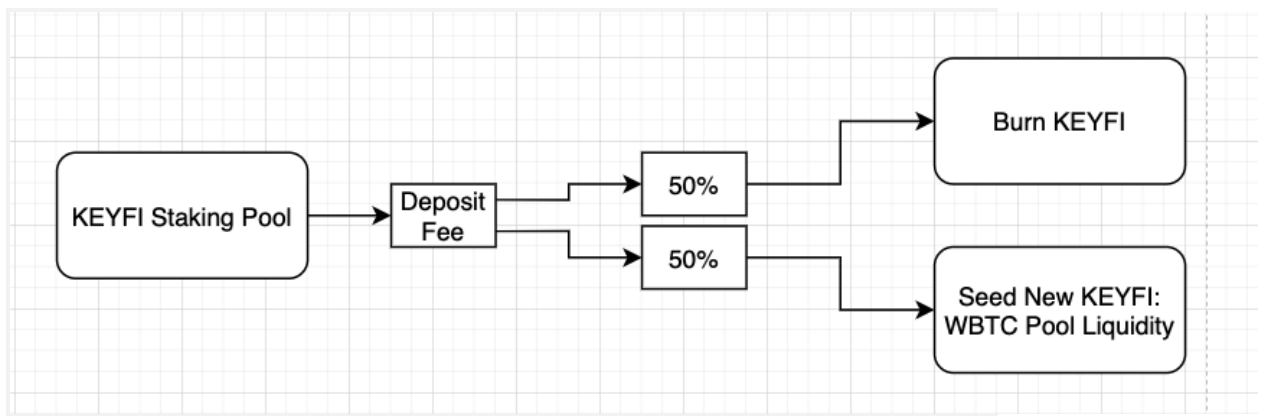 KEYFI Staking Pool
Deposit
Fee
50%
50%
Burn KEYFI
Seed New KEYFI:
WBTC Pool Liquidity